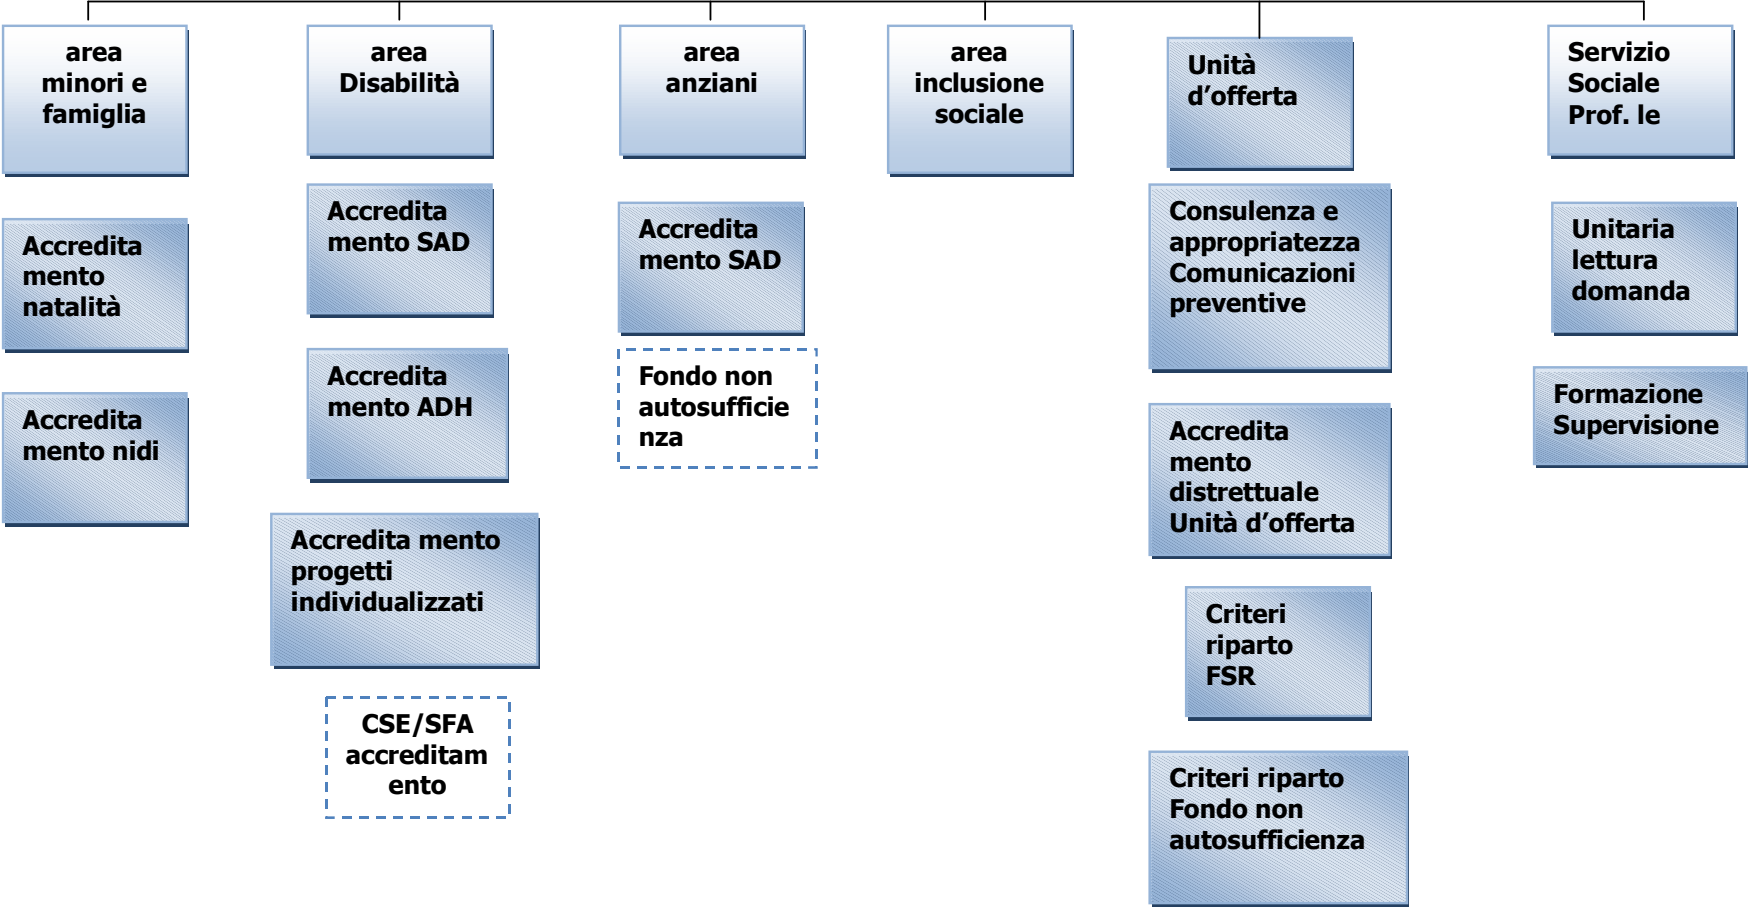 area
minori e
famiglia
Accredita
mento
natalità
Accredita
mento nidi
area
Disabilità
Accredita
mento SAD
Accredita
mento ADH
Accredita mento
progetti
individualizzati
CSE/SFA
accreditam
ento
area
anziani
Accredita
mento SAD
Fondo non
autosufficie
nza
area
inclusione
sociale
Unità
d’offerta
Consulenza e
appropriatezza
Comunicazioni
preventive
Accredita
mento
distrettuale
Unità d’offerta
Criteri
riparto
FSR
Criteri riparto
Fondo non
autosufficienza
Servizio
Sociale
Prof. le
Unitaria
lettura
domanda
Formazione
Supervisione